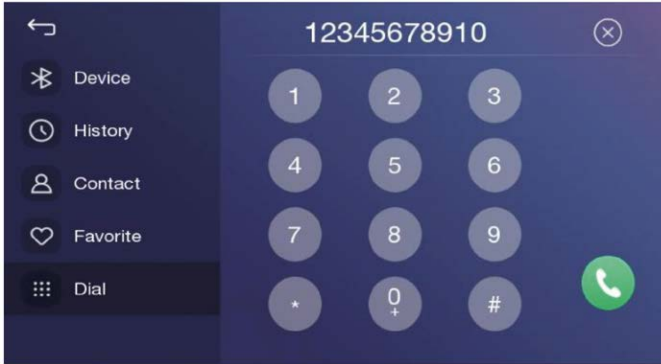 12345678910
Device
History
Contact
Favorite
Dial
1 2 3
4 5 6
7 8 9
* 0 #
+